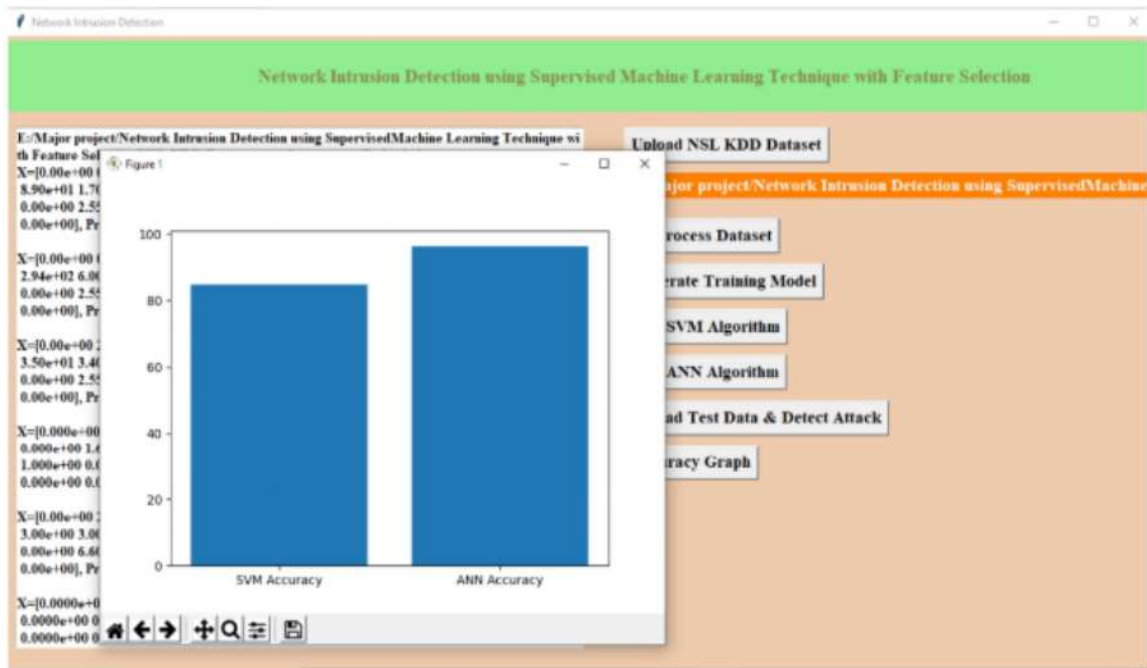 Network Intrusion Detection
Network Intrusion Detection using Supervised Machine Learning Technique with Feature Selection
E:/Major project/Network Intrusion Detection using SupervisedMachine Learning Technique wi
th Feature Sel
X=[0.00e+00
8.90e+01
0.00e+00 2.55
0.00e+00], Pr
X=[0.00e+00
2.94e+02 6.00
0.00e+00 2.55
0.00e+00], Pr
X=[0.00e+00
3.50e+01 3.40
0.00e+00 2.55
0.00e+00], Pr
X=[0.000e+00
0.000e+00 1.6
1.000e+00 0.0
0.000e+00 0.0
X=[0.00e+00
3.00e+00 3.00
0.00e+00 6.60
0.00e+00], Pr
X=[0.0000e+0
0.0000e+00 0
0.0000e+00 0
Figure 1
100
80
60
40
20
0
SVM Accuracy
ANN Accuracy
Upload NSL KDD Dataset
ajor project/Network Intrusion Detection using SupervisedMachine
rocess Dataset
erate Training Model
SVM Algorithm
ANN Algorithm
ad Test Data & Detect Attack
racy Graph